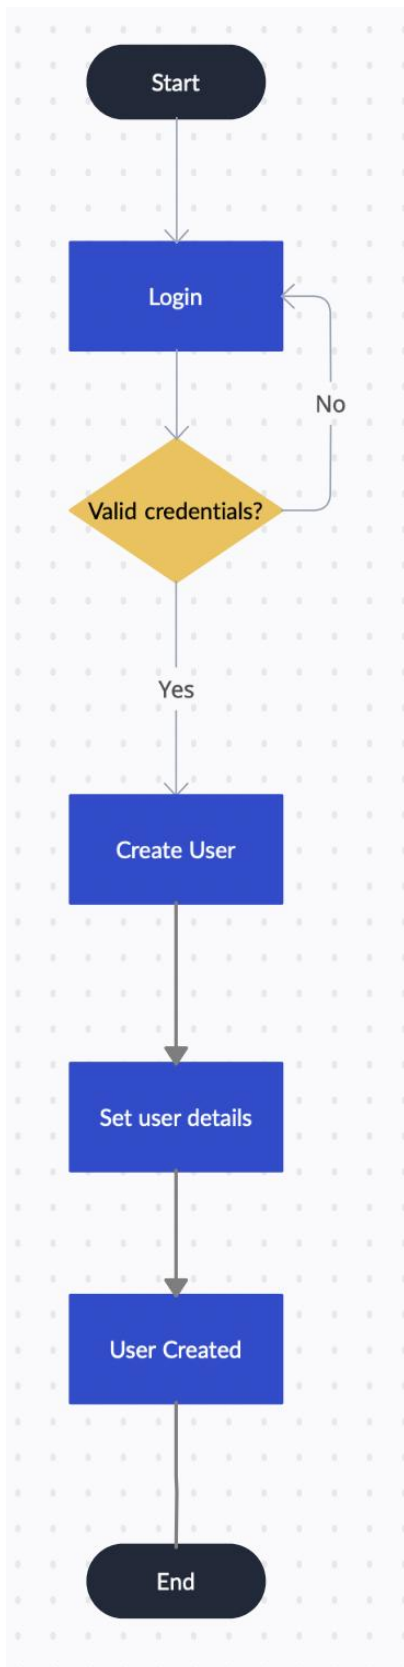 Start
Login
No
Valid credentials?
Yes
Create User
Set user details
User Created
End